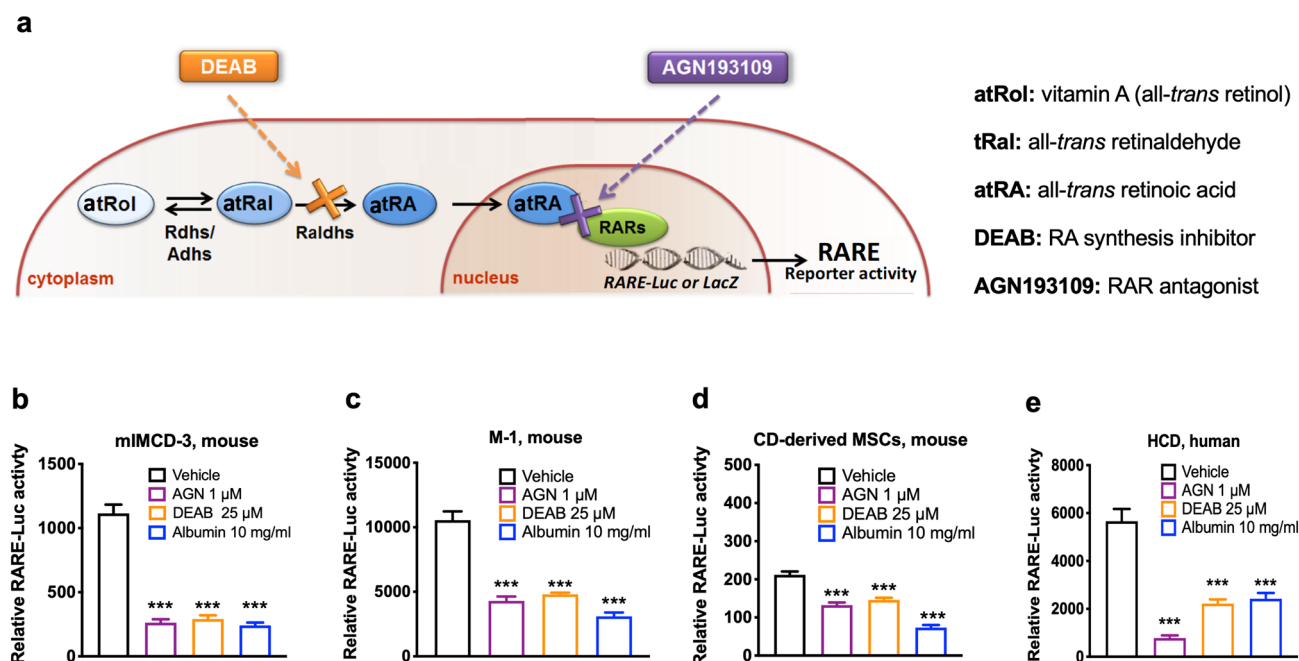 a
DEAB
AGN193109
atRol: vitamin A (all-trans retinol)
tRal: all-trans retinaldehyde
atRA: all-trans retinoic acid
DEAB: RA synthesis inhibitor
AGN193109: RAR antagonist
atRol
atRal
atRA
atRA
RARs
Rdhs/
Adhs
Raldhs
cytoplasm
nucleus
RARE-Luc or LacZ
RARE
Reporter activity
b
mIMCD-3, mouse
Relative RARE-Luc activty
1500
1000
500
0
Vehicle
AGN 1 µM
DEAB 25 µM
Albumin 10 mg/ml
*** *** ***
c
M-1, mouse
Relative RARE-Luc activity
15000
10000
5000
0
Vehicle
AGN 1 µM
DEAB 25 µM
Albumin 10 mg/ml
*** *** ***
d
CD-derived MSCs, mouse
Relative RARE-Luc activity
500
400
300
200
100
0
Vehicle
AGN 1 µM
DEAB 25 µM
Albumin 10 mg/ml
*** *** ***
e
HCD, human
Relative RARE-Luc activity
8000
6000
4000
2000
0
Vehicle
AGN 1 µM
DEAB 25 µM
Albumin 10 mg/ml
*** *** ***